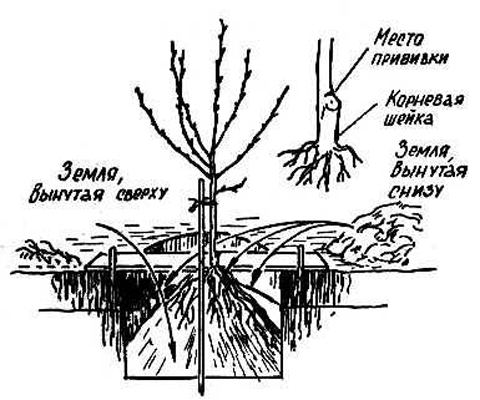 Место
прививки
Корневая
шейка
Земля,
вынутая сверху
Земля,
вынутая
снизу